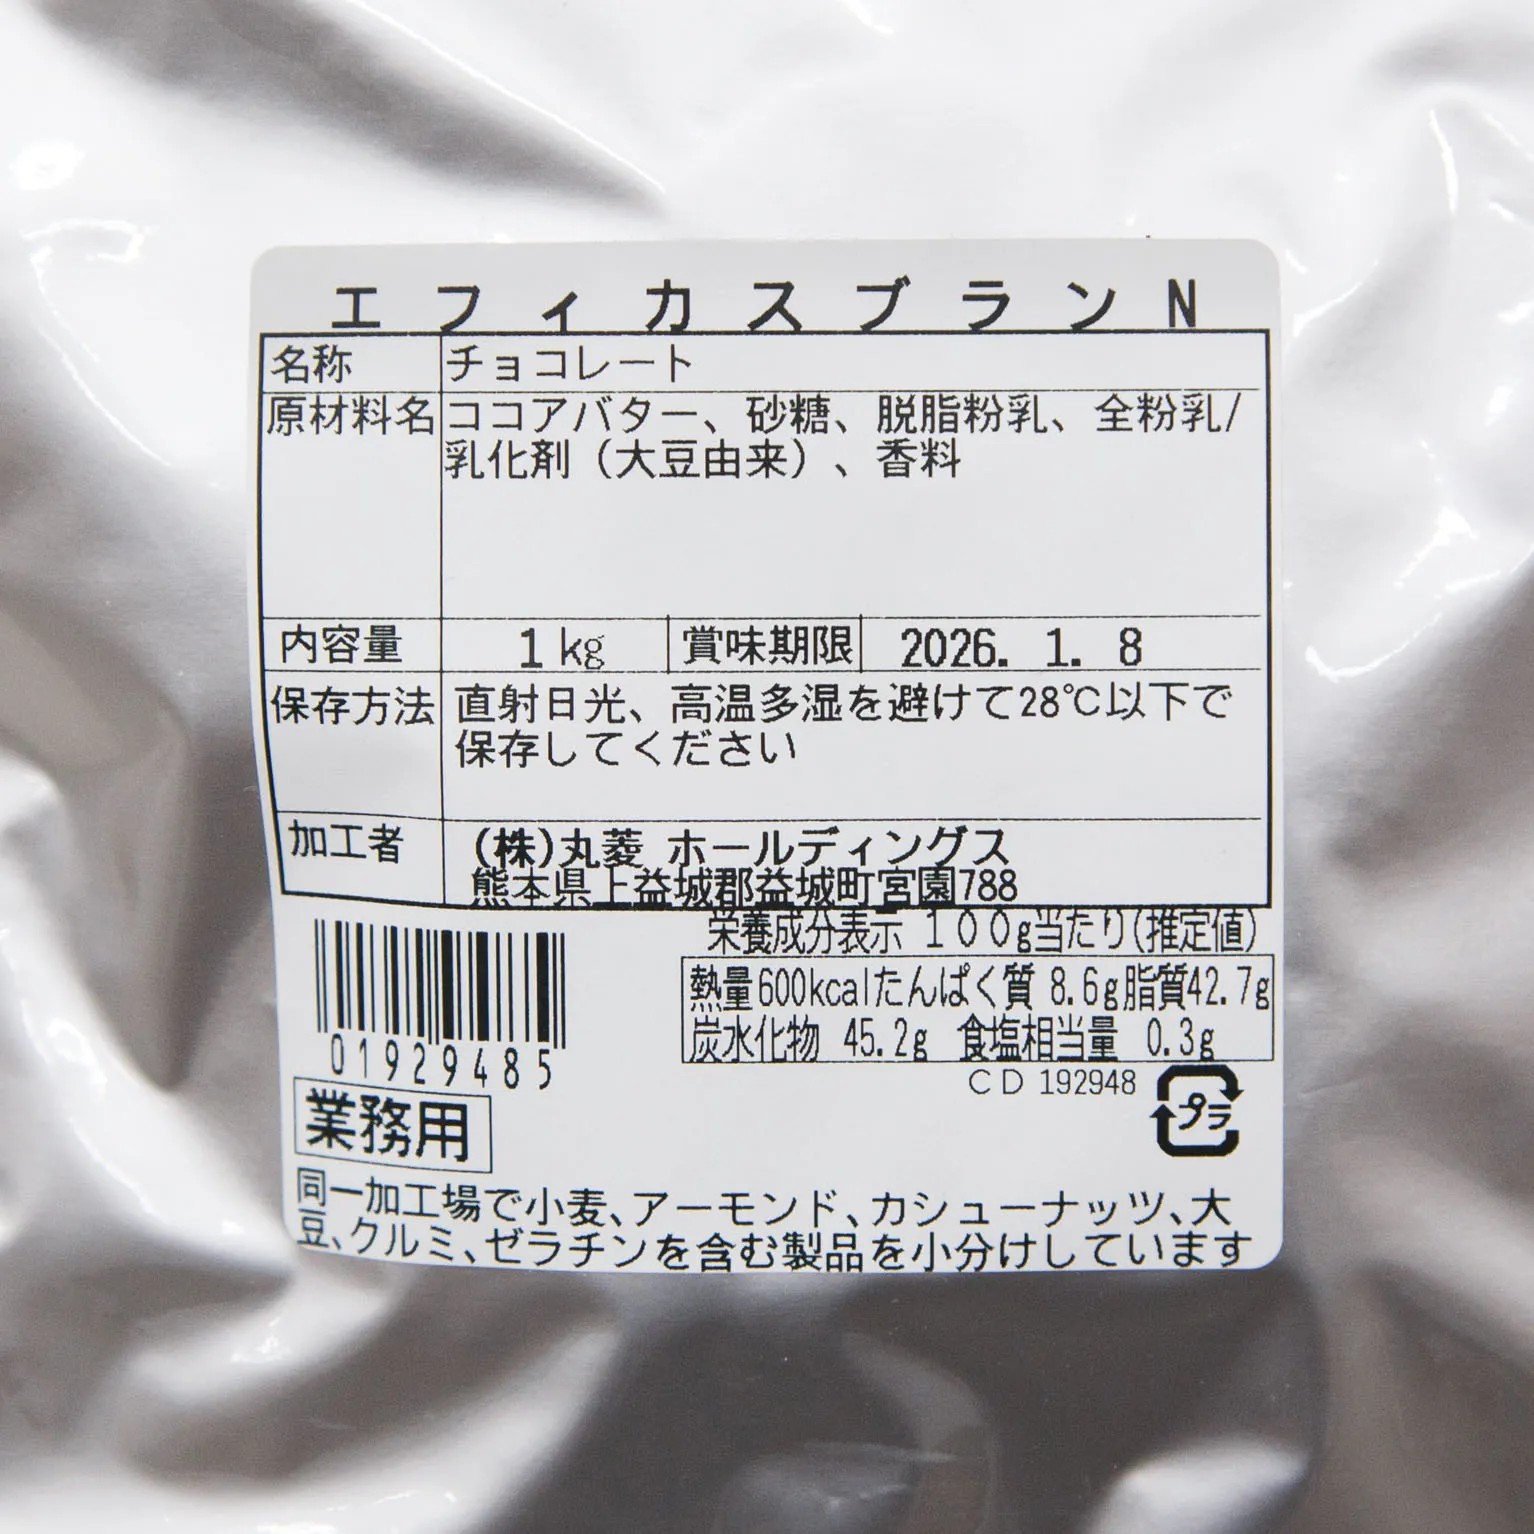 エフィカスブランN
名称 チョコレート
原材料名 ココアバター、砂糖、脱脂粉乳、全粉乳/
乳化剤(大豆由来)、香料
内容量 1kg 賞味期限 2026. 1. 8
保存方法 直射日光、高温多湿を避けて28℃以下で
保存してください
加工者 (株)丸菱 ホールディングス
熊本県上益城郡益城町宮園788
栄養成分表示 100g当たり(推定値)
熱量600kcalたんぱく質 8.6g脂質42.7g
炭水化物 45.2g 食塩相当量 0.3g
01929485
CD 192948
プラ
業務用
同一加工場で小麦、アーモンド、カシューナッツ、大
豆、クルミ、ゼラチンを含む製品を小分けしています